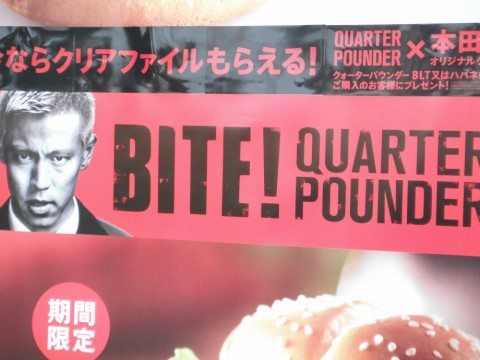 ならクリアファイルもらえる!
QUARTER
POUNDER
×
本田
オリジナルク
クォーターパウンダー BLT又はハバネ
ご購入のお客様にプレゼント!
BITE!
QUARTER
POUNDER
期間
限定